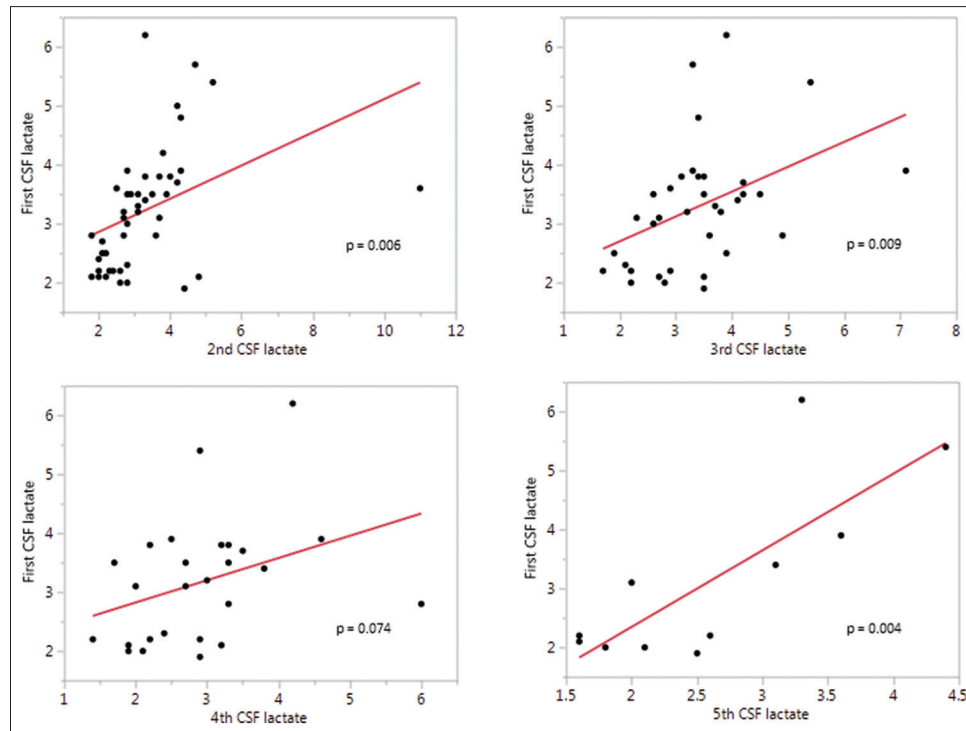 6
5
4
3
2
First CSF lactate
p = 0.006
2 4 6 8 10 12
2nd CSF lactate
6
5
4
3
2
First CSF lactate
p = 0.009
1 2 3 4 5 6 7 8
3rd CSF lactate
6
5
4
3
2
First CSF lactate
p = 0.074
1 2 3 4 5 6
4th CSF lactate
6
5
4
3
2
First CSF lactate
p = 0.004
1.5 2 2.5 3 3.5 4 4.5
5th CSF lactate